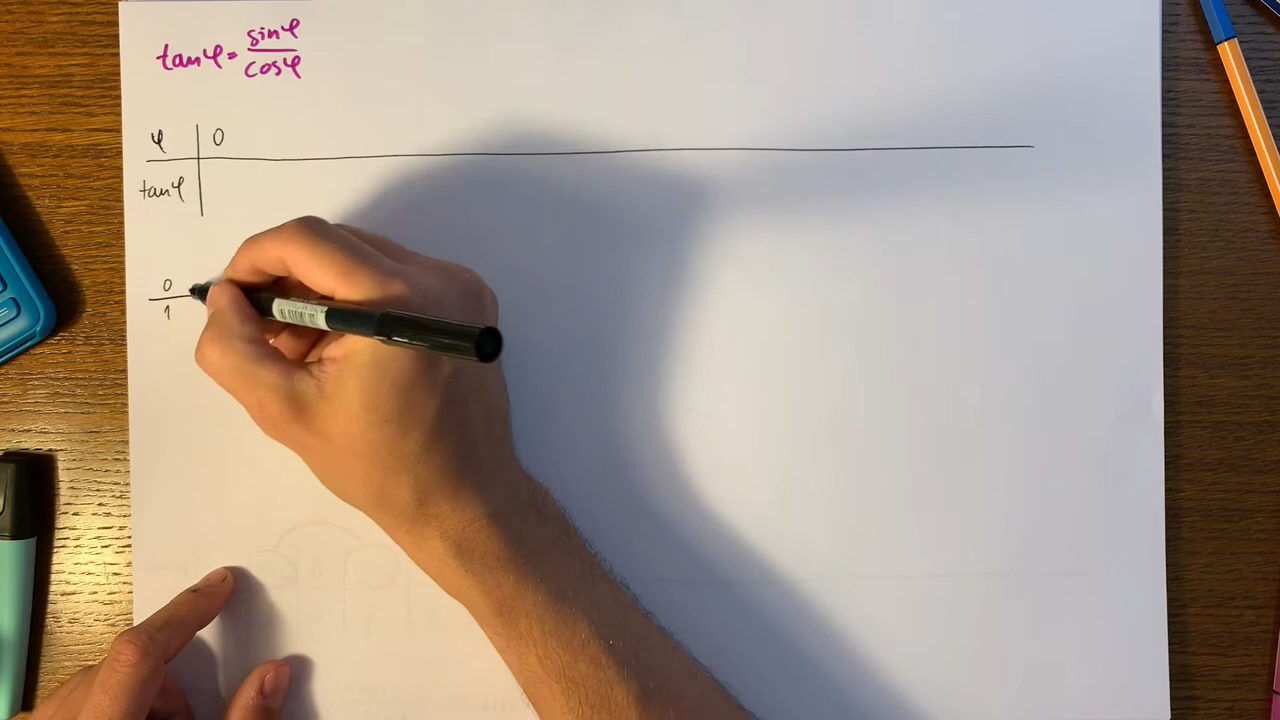 tanφ = sinφ/cosφ
φ | 0
tanφ |
0/1